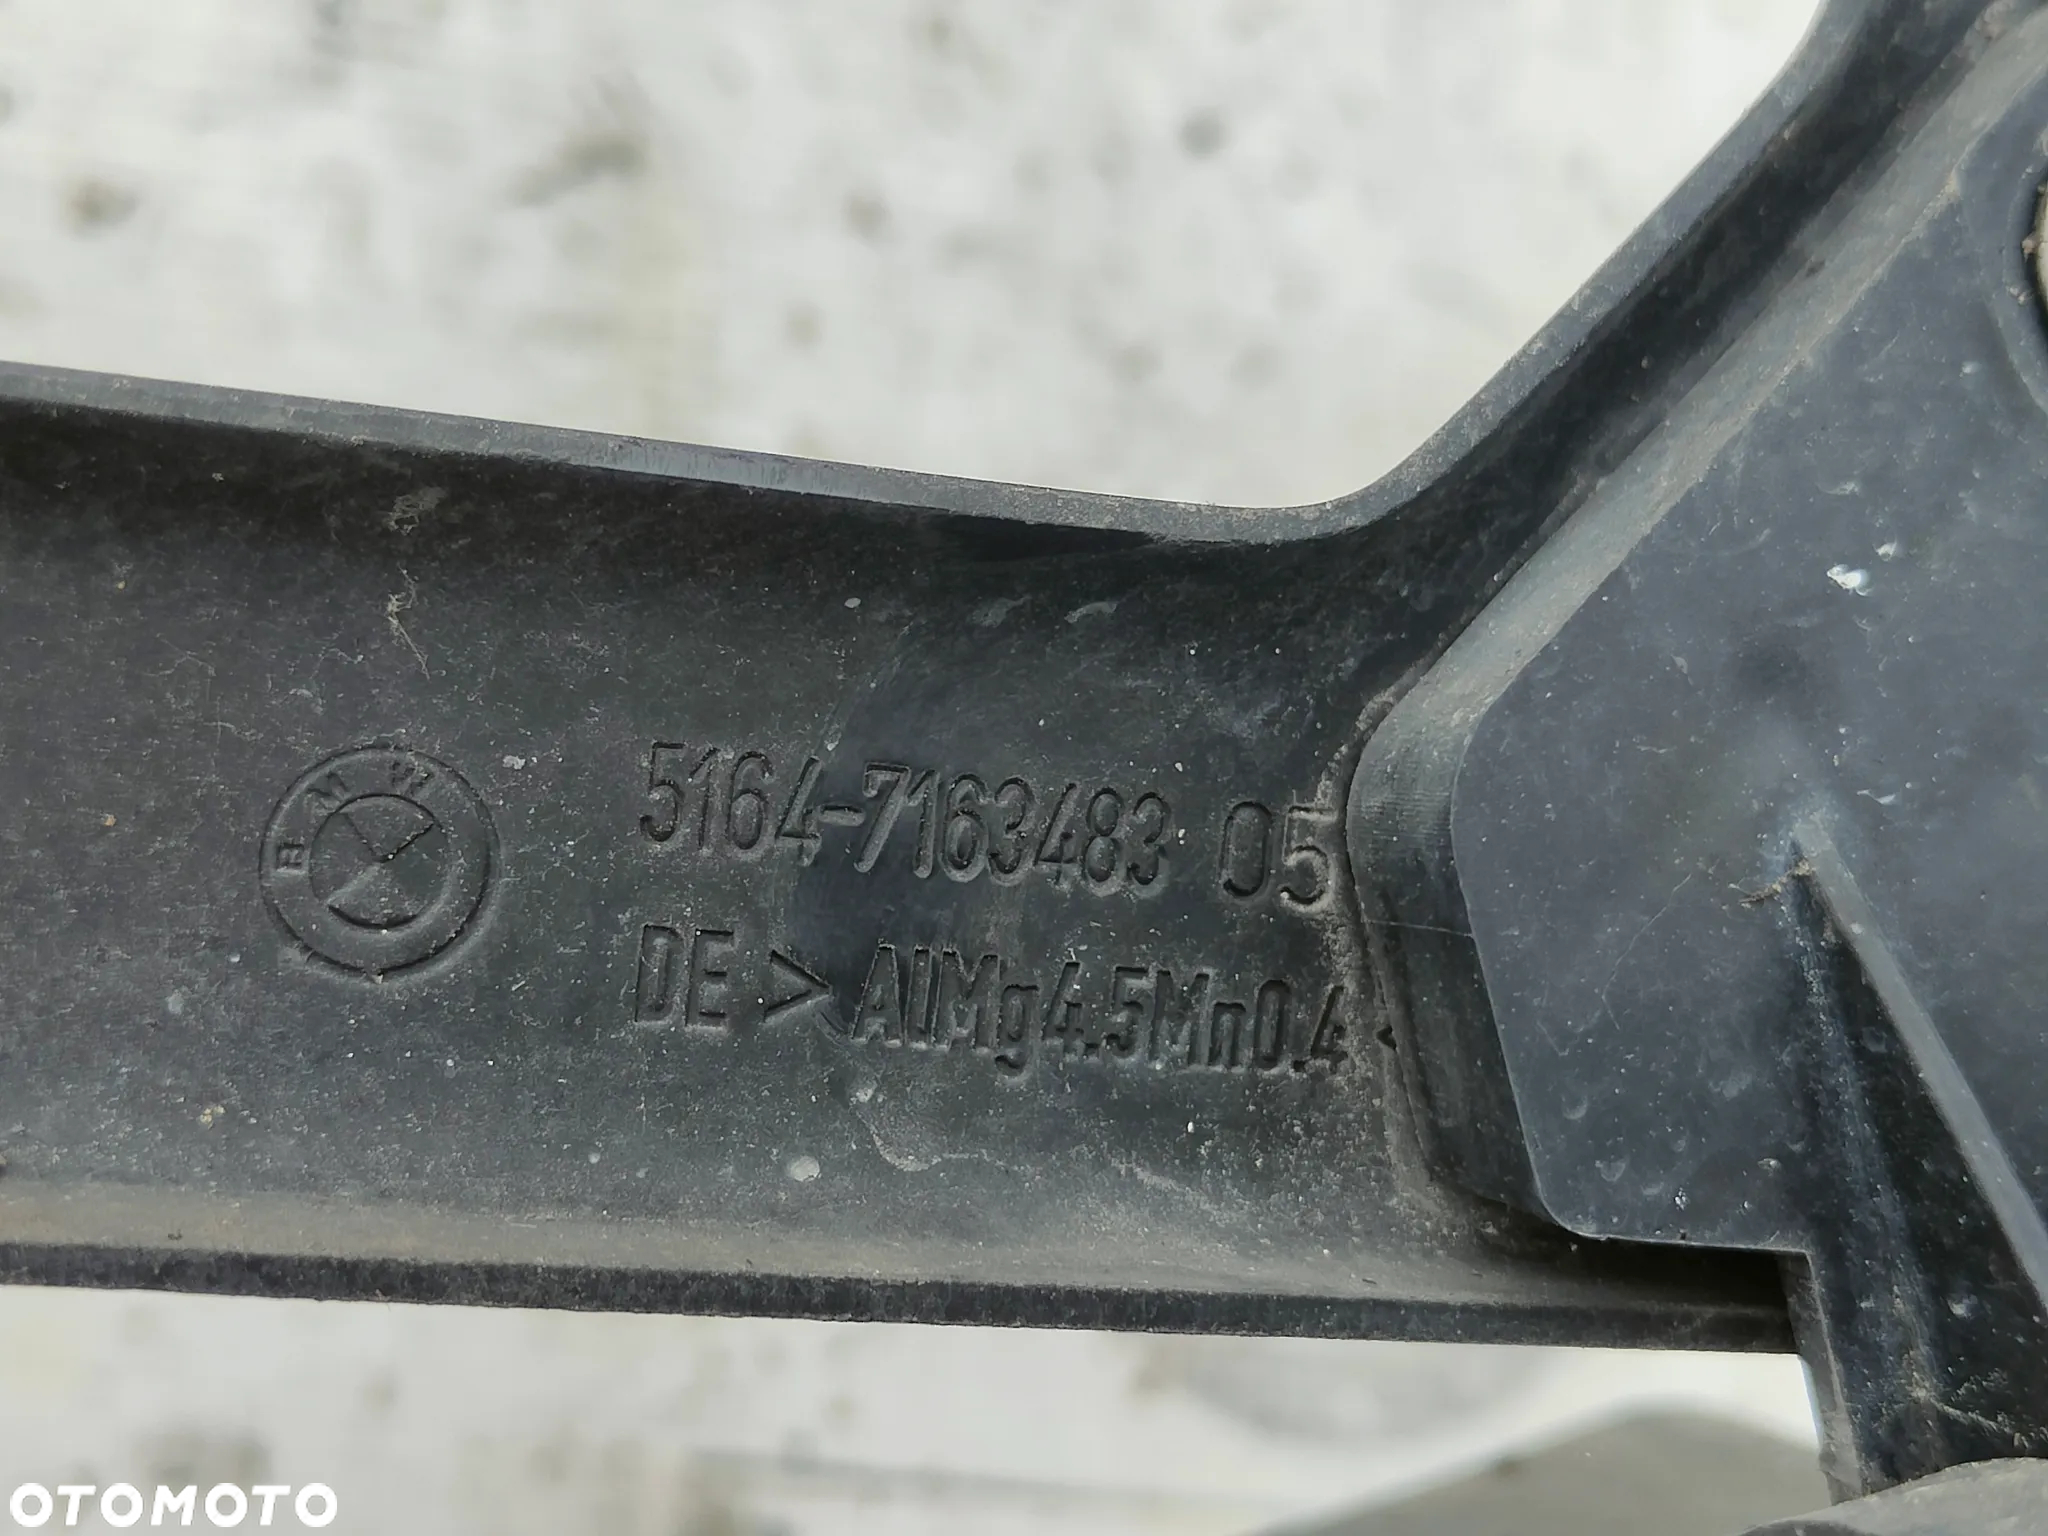 BMW
5164-7163483 05
DE >AlMg4.5Mn0.4<
OTOMOTO